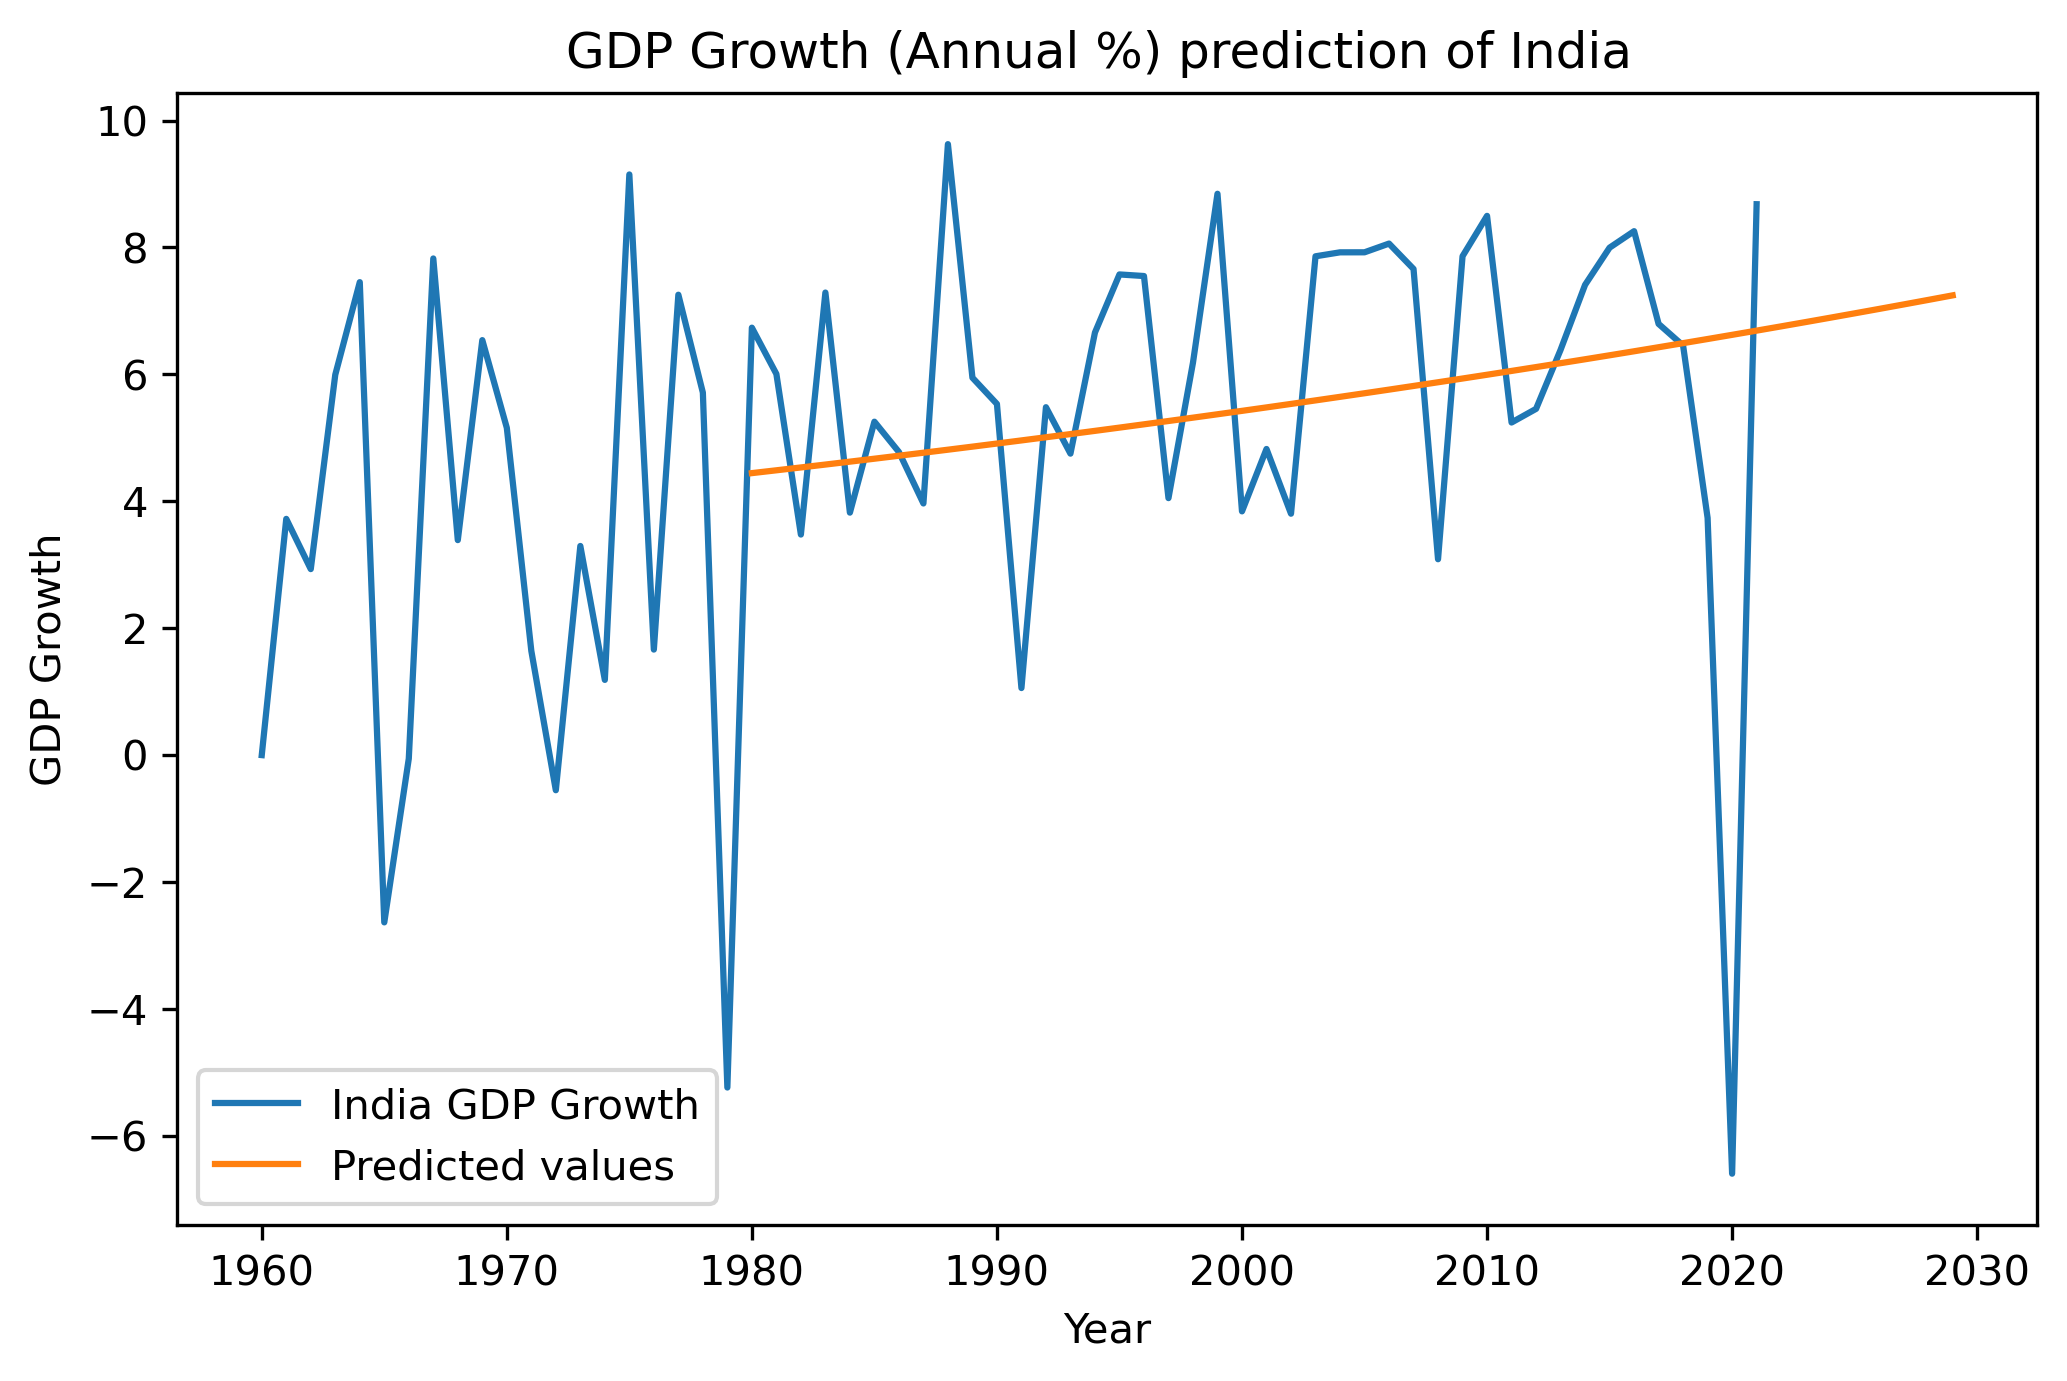 GDP Growth (Annual %) prediction of India
10
8
6
4
2
0
−2
−4
−6
GDP Growth
India GDP Growth
Predicted values
1960 1970 1980 1990 2000 2010 2020 2030
Year